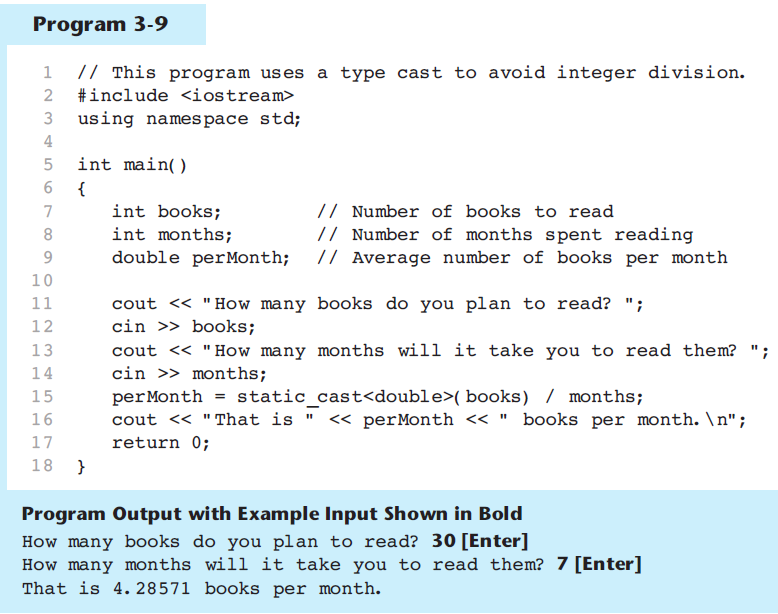 Program 3-9
1 // This program uses a type cast to avoid integer division.
2 #include <iostream>
3 using namespace std;
4
5 int main()
6 {
7 int books; // Number of books to read
8 int months; // Number of months spent reading
9 double perMonth; // Average number of books per month
10
11 cout << "How many books do you plan to read? ";
12 cin >> books;
13 cout << "How many months will it take you to read them? ";
14 cin >> months;
15 perMonth = static_cast<double>(books) / months;
16 cout << "That is " << perMonth << " books per month.\n";
17 return 0;
18 }
Program Output with Example Input Shown in Bold
How many books do you plan to read? 30 [Enter]
How many months will it take you to read them? 7 [Enter]
That is 4.28571 books per month.